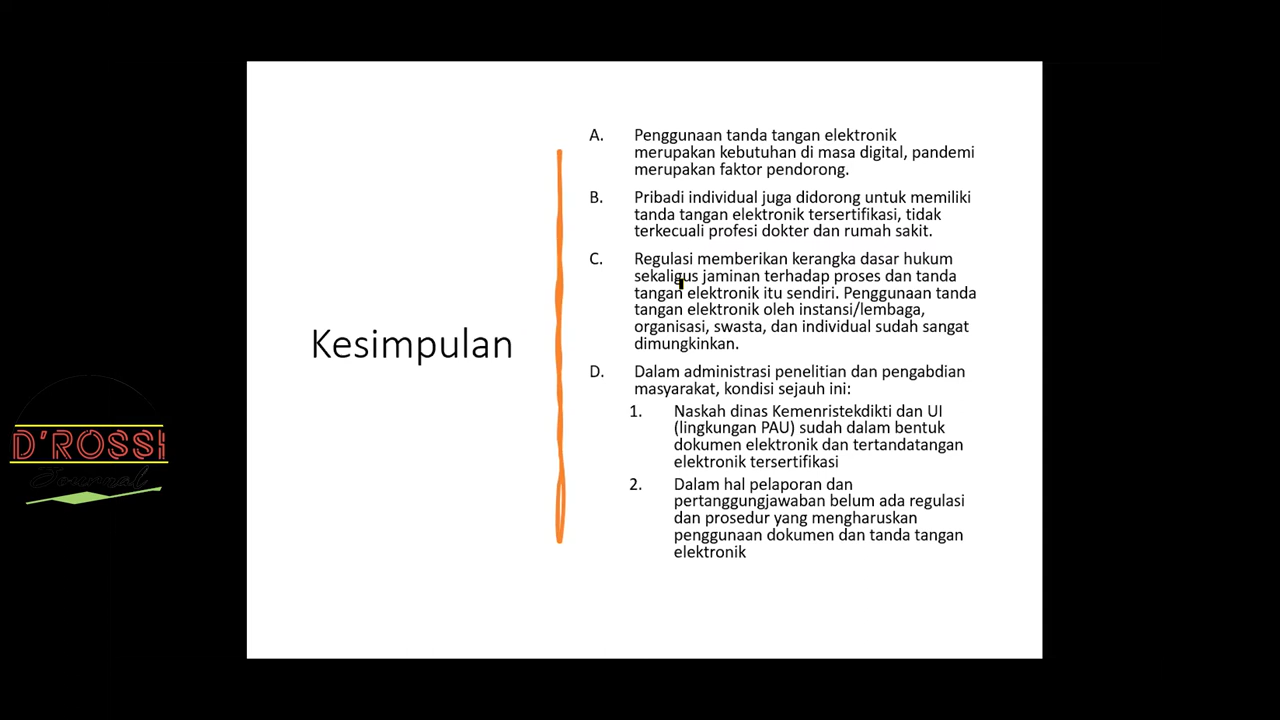 A. Penggunaan tanda tangan elektronik
merupakan kebutuhan di masa digital, pandemi
merupakan faktor pendorong.
B. Pribadi individual juga didorong untuk memiliki
tanda tangan elektronik tersertifikasi, tidak
terkecuali profesi dokter dan rumah sakit.
C. Regulasi memberikan kerangka dasar hukum
sekaligus jaminan terhadap proses dan tanda
tangan elektronik itu sendiri. Penggunaan tanda
tangan elektronik oleh instansi/lembaga,
organisasi, swasta, dan individual sudah sangat
dimungkinkan.
Kesimpulan
D. Dalam administrasi penelitian dan pengabdian
masyarakat, kondisi sejauh ini:
1. Naskah dinas Kemenristekdikti dan UI
(lingkungan PAU) sudah dalam bentuk
dokumen elektronik dan tertandatangan
elektronik tersertifikasi
2. Dalam hal pelaporan dan
pertanggungjawaban belum ada regulasi
dan prosedur yang mengharuskan
penggunaan dokumen dan tanda tangan
elektronik
D'ROSSI
Journal